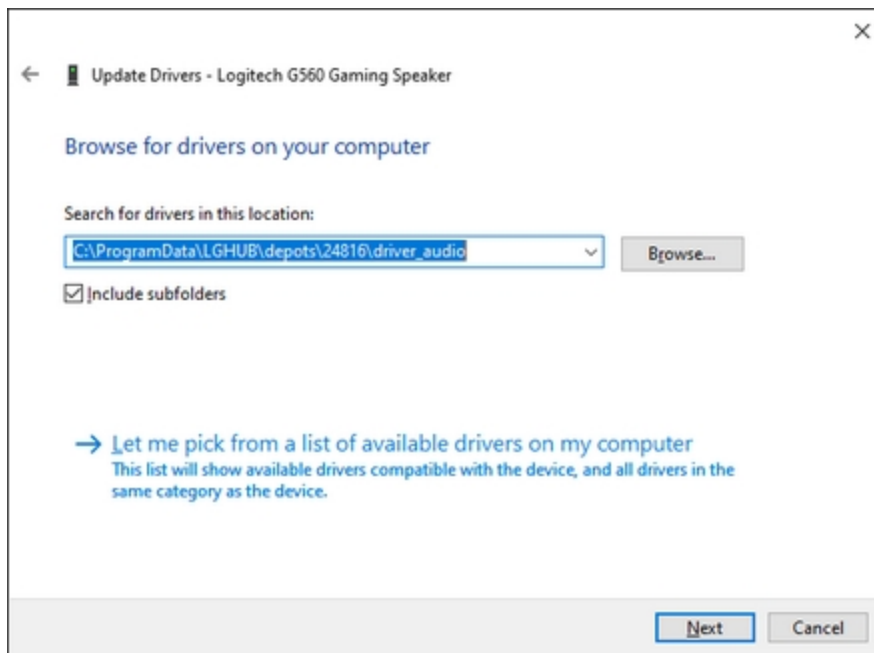 Update Drivers - Logitech G560 Gaming Speaker
Browse for drivers on your computer
Search for drivers in this location:
C:\ProgramData\LGHUB\depots\24816\driver_audio
Browse...
Include subfolders
Let me pick from a list of available drivers on my computer
This list will show available drivers compatible with the device, and all drivers in the
same category as the device.
Next
Cancel